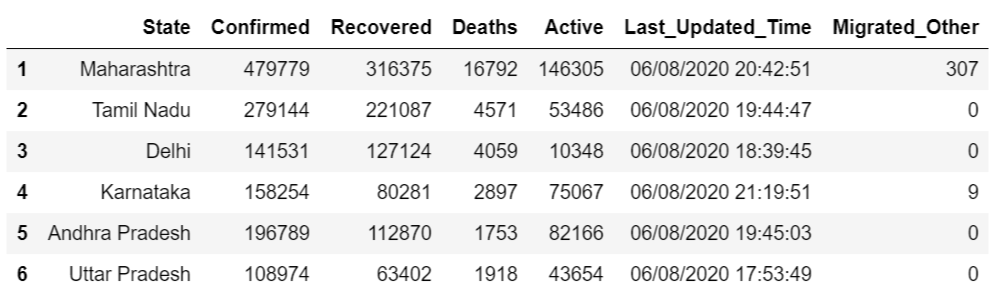 State Confirmed Recovered Deaths Active Last_Updated_Time Migrated_Other
1 Maharashtra 479779 316375 16792 146305 06/08/2020 20:42:51 307
2 Tamil Nadu 279144 221087 4571 53486 06/08/2020 19:44:47 0
3 Delhi 141531 127124 4059 10348 06/08/2020 18:39:45 0
4 Karnataka 158254 80281 2897 75067 06/08/2020 21:19:51 9
5 Andhra Pradesh 196789 112870 1753 82166 06/08/2020 19:45:03 0
6 Uttar Pradesh 108974 63402 1918 43654 06/08/2020 17:53:49 0